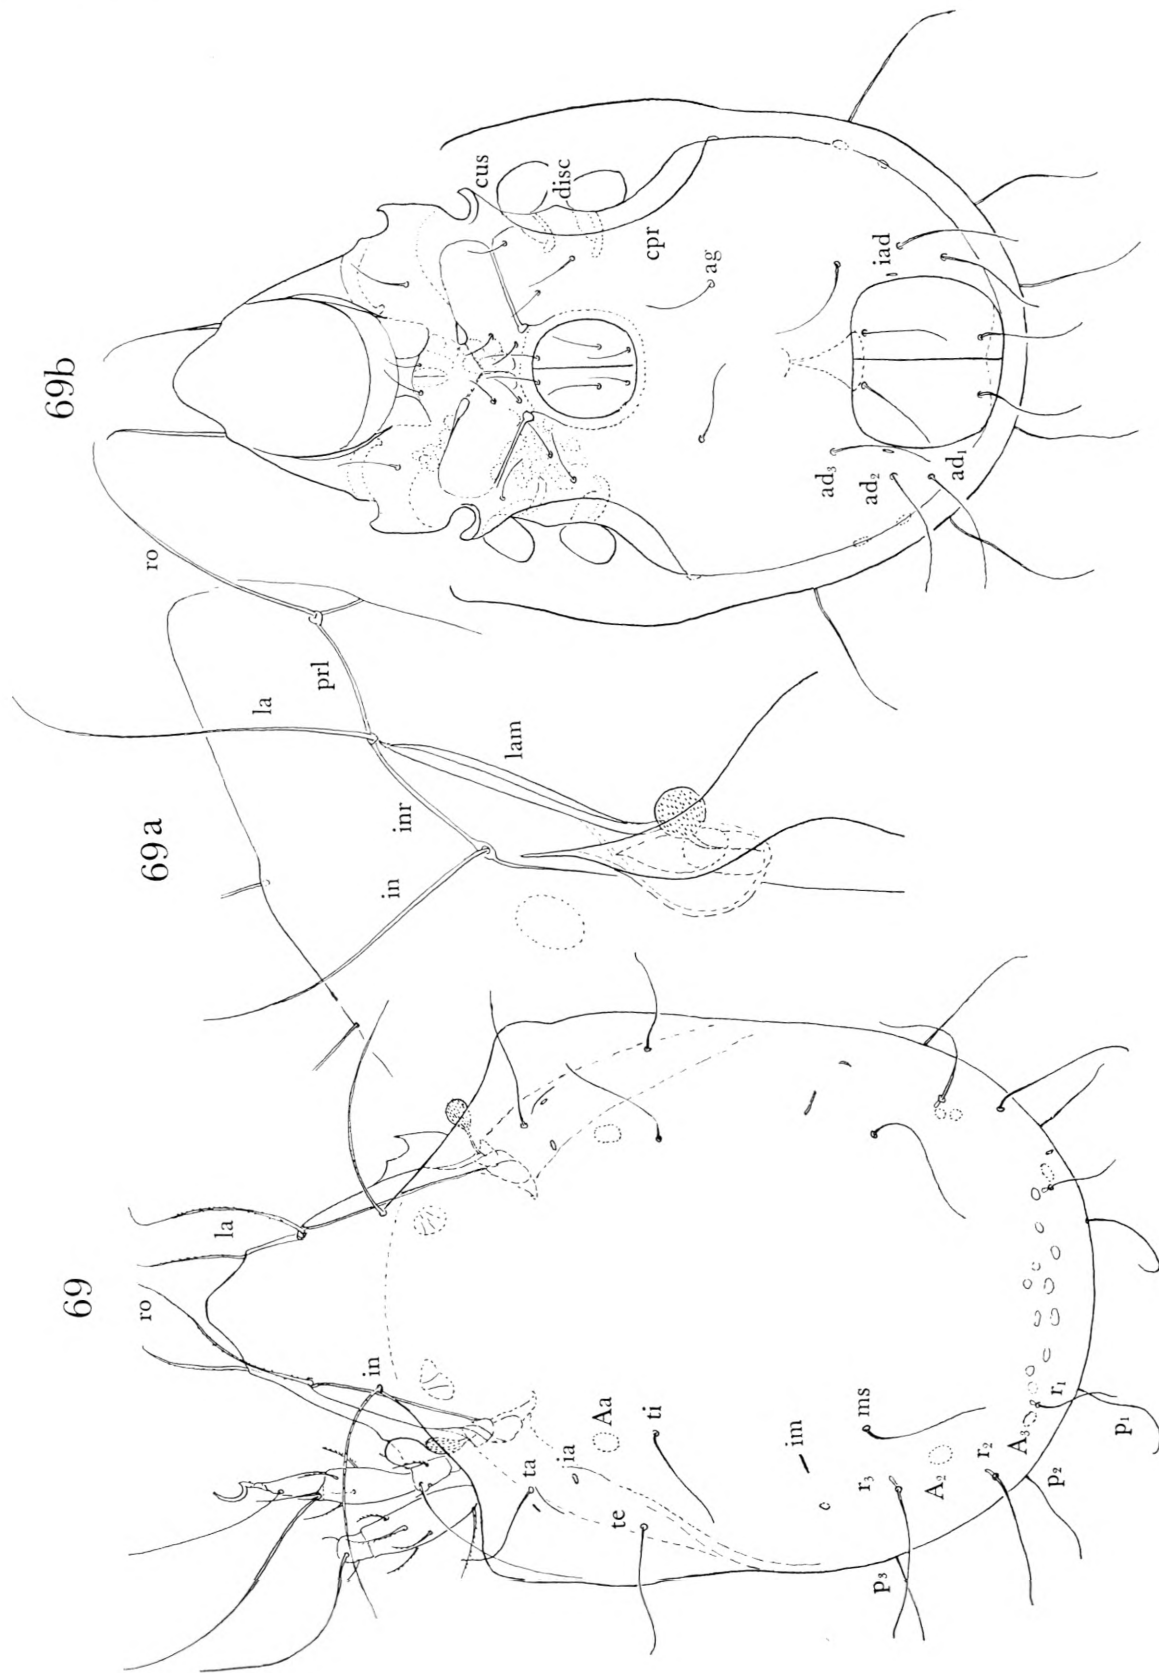 69
ro
la
in
ta
ia
Aa
te
ti
im
ms
r₃
A₂
r₂
A₃
r₁
p₃
p₂
p₁
69a
ro
la
prl
inr
in
lam
69b
cus
disc
cpr
ag
iad
ad₃
ad₂
ad₁